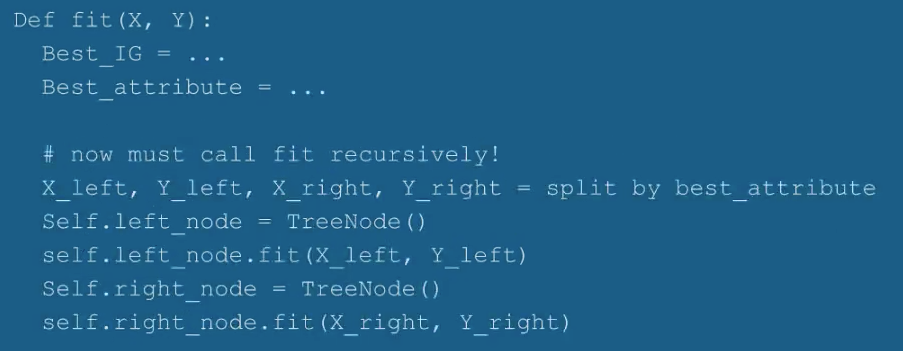 Def fit(X, Y):
Best_IG = ...
Best_attribute = ...
# now must call fit recursively!
X_left, Y_left, X_right, Y_right = split by best_attribute
Self.left_node = TreeNode()
self.left_node.fit(X_left, Y_left)
Self.right_node = TreeNode()
self.right_node.fit(X_right, Y_right)